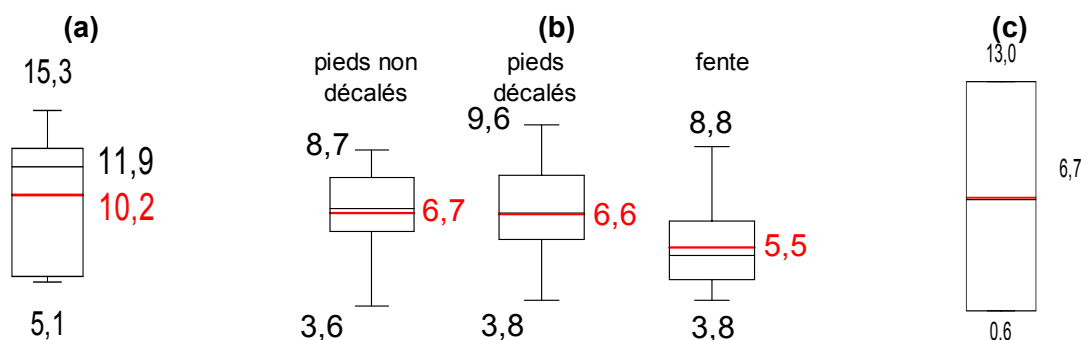 (a)
15,3
11,9
10,2
5,1
(b)
pieds non
décalés
8,7
6,7
3,6
pieds
décalés
9,6
6,6
3,8
fente
8,8
5,5
3,8
(c)
13,0
6,7
0,6